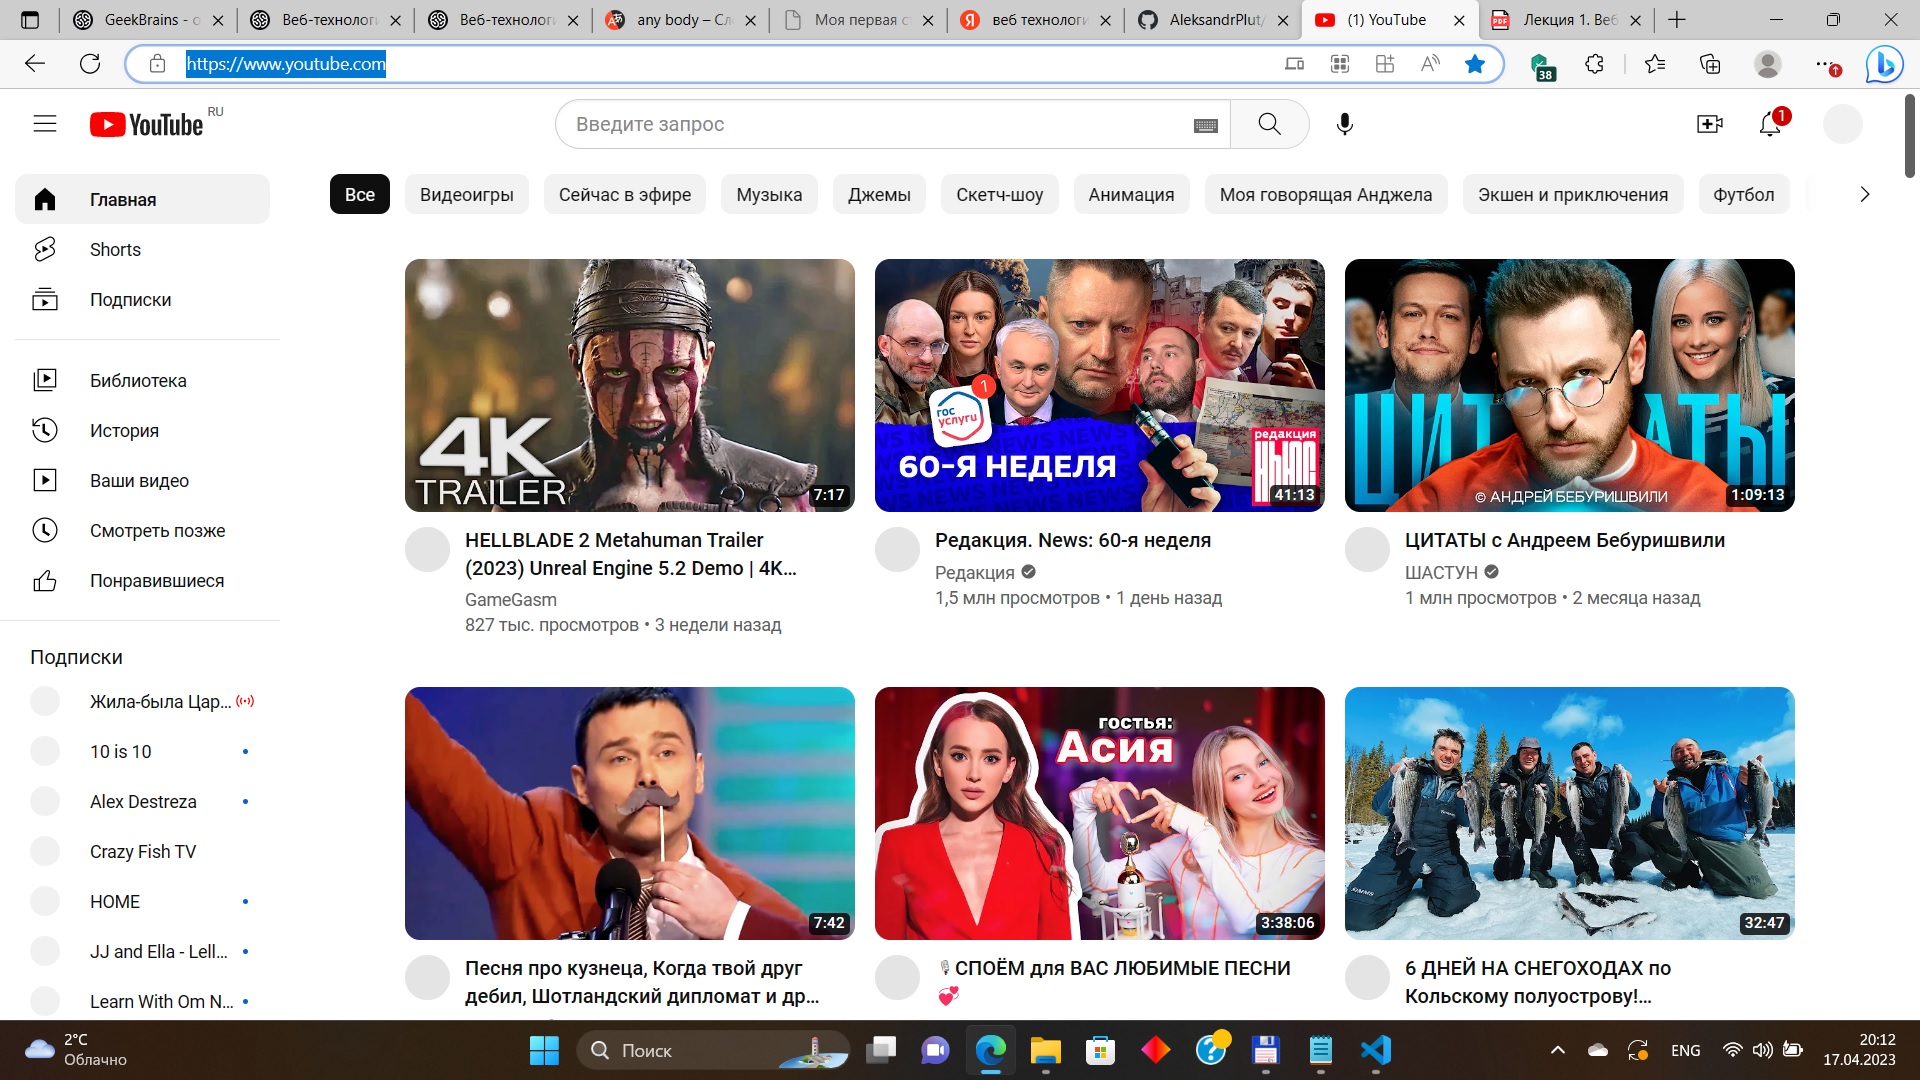 GeekBrains - о
Веб-технологи
Веб-технологи
any body – Сл
Моя первая ст
веб технологи
AleksandrPlut/
(1) YouTube
Лекция 1. Веб
https://www.youtube.com
38
YouTube RU
Введите запрос
1
Главная
Shorts
Подписки
Библиотека
История
Ваши видео
Смотреть позже
Понравившиеся
Подписки
Жила-была Цар...
10 is 10
Alex Destreza
Crazy Fish TV
HOME
JJ and Ella - Lell...
Learn With Om N...
Все
Видеоигры
Сейчас в эфире
Музыка
Джемы
Скетч-шоу
Анимация
Моя говорящая Анджела
Экшен и приключения
Футбол
4K
TRAILER
7:17
HELLBLADE 2 Metahuman Trailer
(2023) Unreal Engine 5.2 Demo | 4K...
GameGasm
827 тыс. просмотров • 3 недели назад
1
гос
услуги
60-Я НЕДЕЛЯ
редакция
НЬЮС
41:13
Редакция. News: 60-я неделя
Редакция
1,5 млн просмотров • 1 день назад
ЦИТАТЫ
© АНДРЕЙ БЕБУРИШВИЛИ
1:09:13
ЦИТАТЫ с Андреем Бебуришвили
ШАСТУН
1 млн просмотров • 2 месяца назад
7:42
Песня про кузнеца, Когда твой друг
дебил, Шотландский дипломат и др...
гостья:
Асия
3:38:06
🎙СПОЁМ для ВАС ЛЮБИМЫЕ ПЕСНИ
💞
32:47
6 ДНЕЙ НА СНЕГОХОДАХ по
Кольскому полуострову!...
2°C
Облачно
Поиск
ENG
20:12
17.04.2023